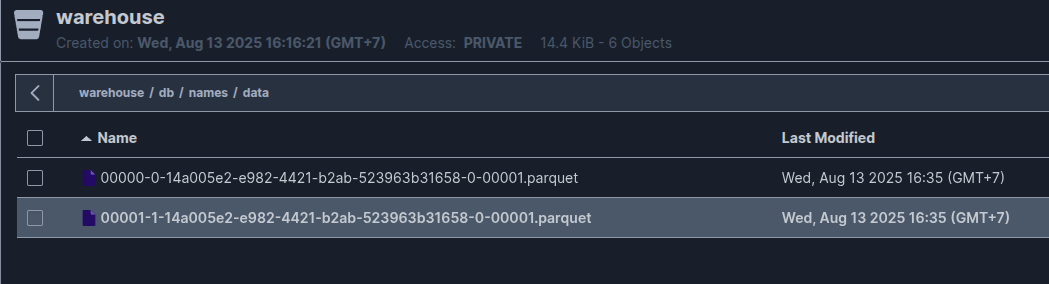 warehouse
Created on: Wed, Aug 13 2025 16:16:21 (GMT+7) Access: PRIVATE 14.4 KiB - 6 Objects
warehouse / db / names / data
Name Last Modified
00000-0-14a005e2-e982-4421-b2ab-523963b31658-0-00001.parquet Wed, Aug 13 2025 16:35 (GMT+7)
00001-1-14a005e2-e982-4421-b2ab-523963b31658-0-00001.parquet Wed, Aug 13 2025 16:35 (GMT+7)